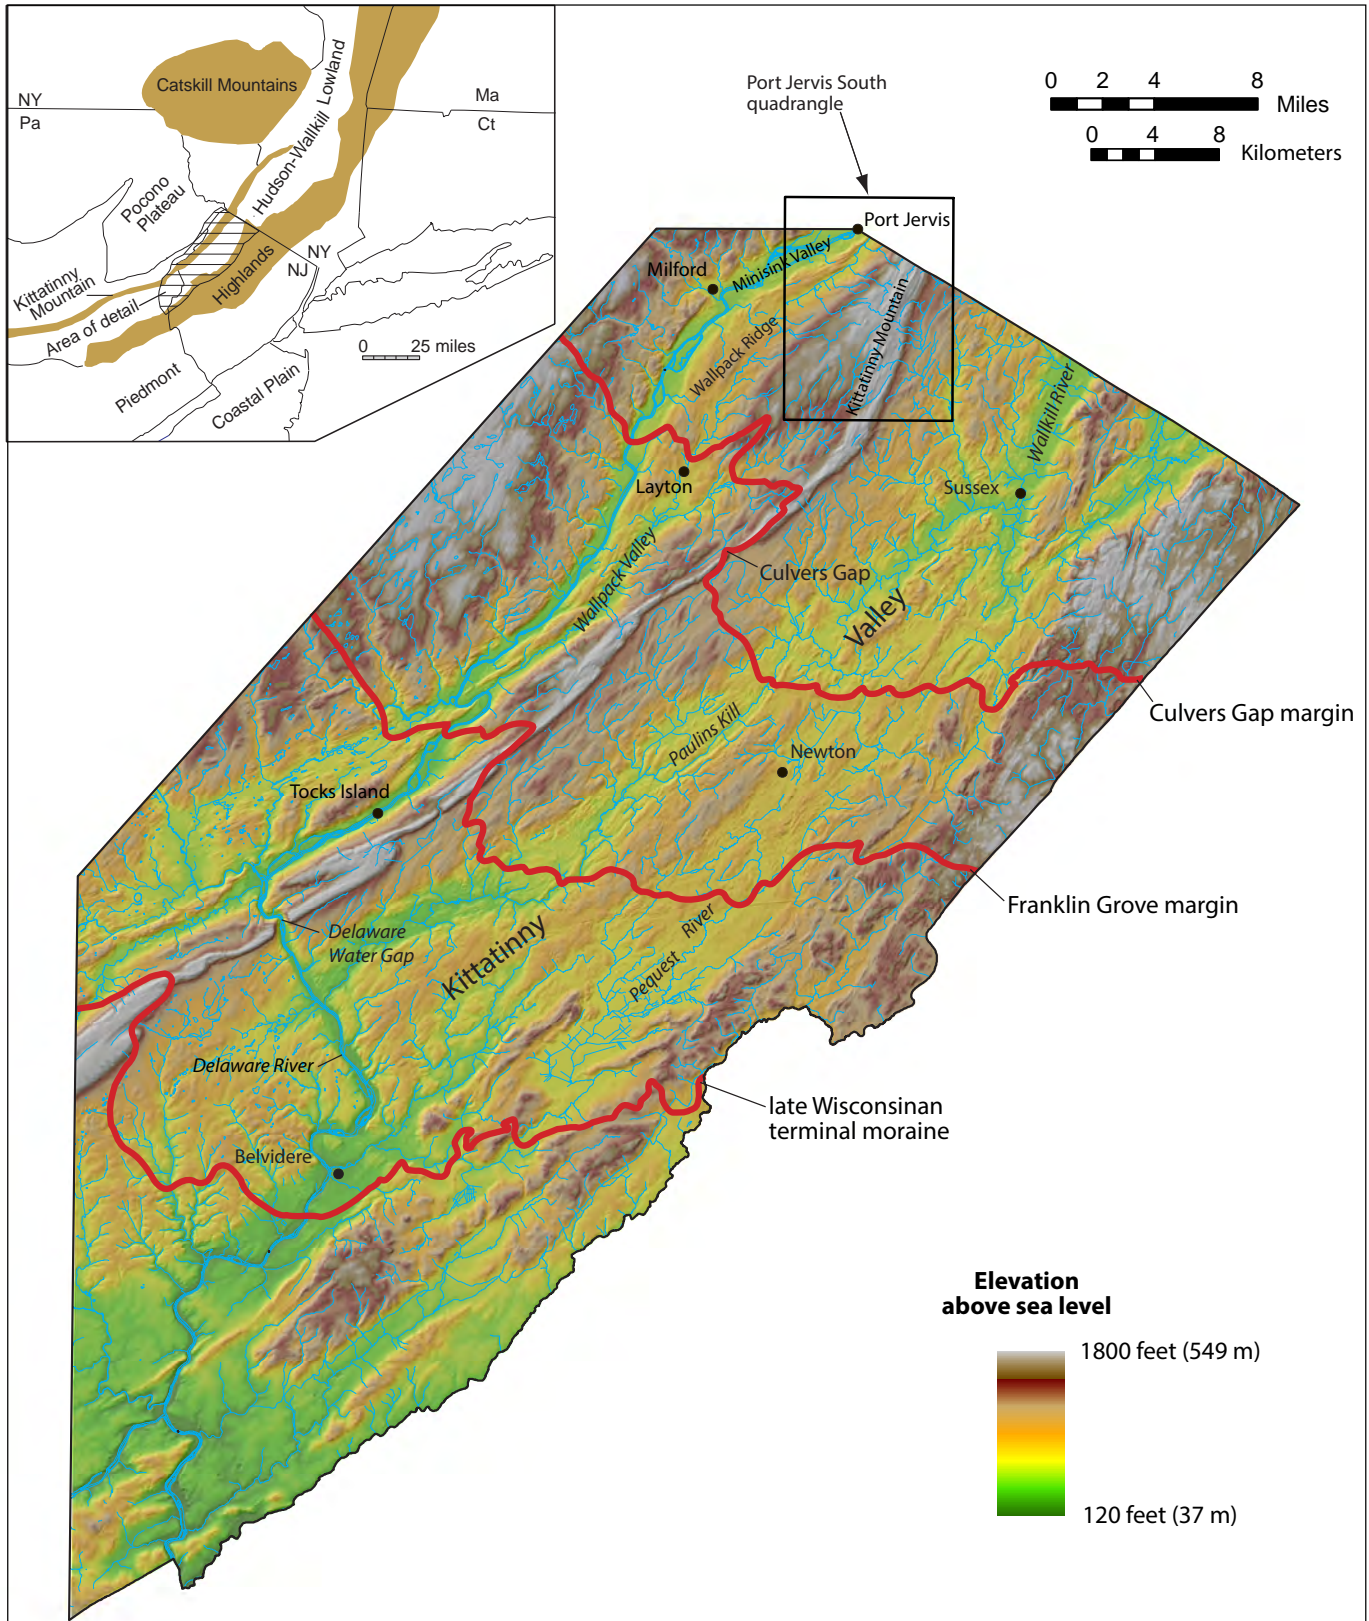 Catskill Mountains
Hudson-Wallkill Lowland
NY
Pa
Ma
Ct
Pocono
Plateau
NY
NJ
Kittatinny
Mountain
Area of detail
Highlands
0 25 miles
Piedmont
Coastal Plain
Port Jervis South
quadrangle
0 2 4 8
Miles
0 4 8
Kilometers
Port Jervis
Minisink Valley
Milford
Wallpack Ridge
Kittatinny Mountain
Wallkill River
Layton
Sussex
Wallpack Valley
Culvers Gap
Valley
Culvers Gap margin
Paulins Kill
Newton
Tocks Island
Franklin Grove margin
Delaware
Water Gap
Kittatinny
Pequest River
Delaware River
late Wisconsinan
terminal moraine
Belvidere
Elevation
above sea level
1800 feet (549 m)
120 feet (37 m)